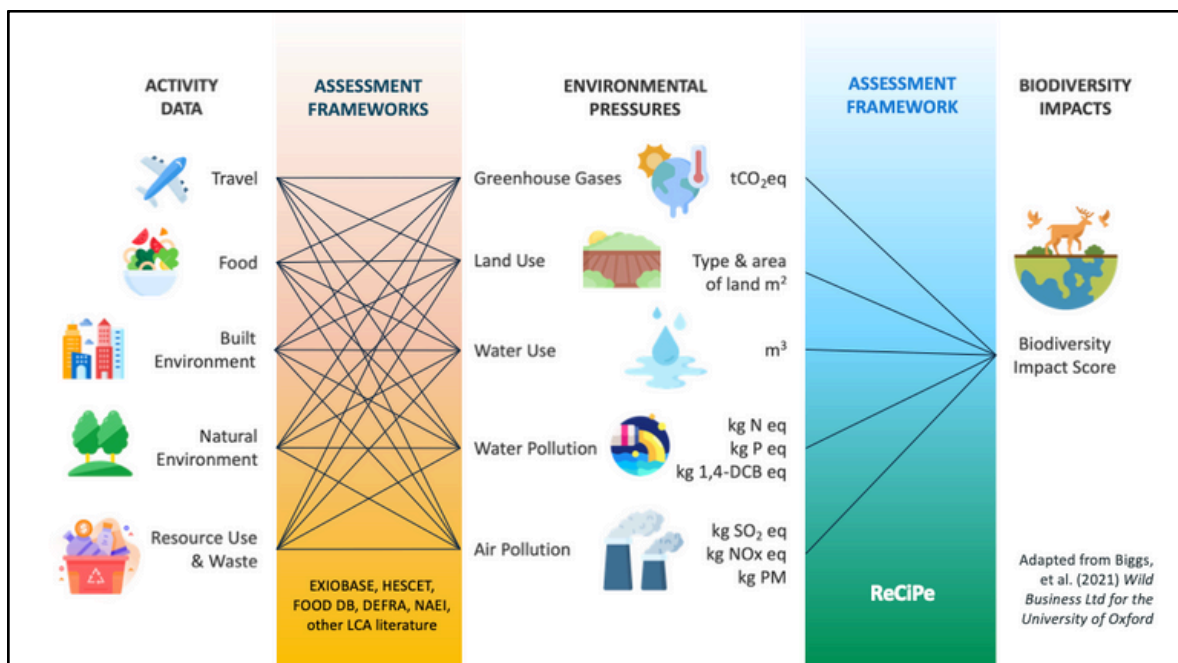 ACTIVITY
DATA
ASSESSMENT
FRAMEWORKS
ENVIRONMENTAL
PRESSURES
ASSESSMENT
FRAMEWORK
BIODIVERSITY
IMPACTS
Travel
Greenhouse Gases
tCO₂eq
Food
Land Use
Type & area
of land m²
Built
Environment
Water Use
m³
Biodiversity
Impact Score
Natural
Environment
Water Pollution
kg N eq
kg P eq
kg 1,4-DCB eq
Resource Use
& Waste
Air Pollution
kg SO₂ eq
kg NOx eq
kg PM
EXIOBASE, HESCET,
FOOD DB, DEFRA, NAEI,
other LCA literature
ReCiPe
Adapted from Biggs,
et al. (2021) Wild
Business Ltd for the
University of Oxford